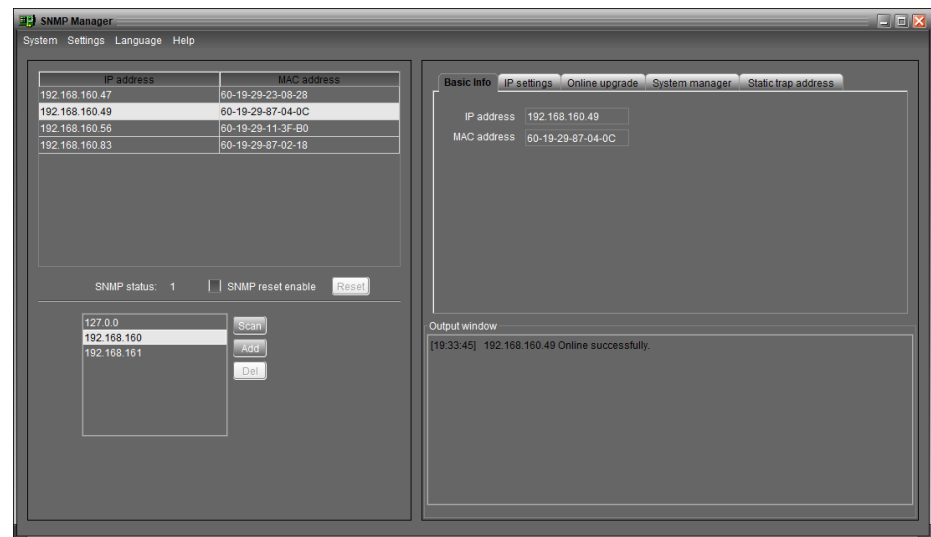 SNMP Manager
System Settings Language Help
IP address MAC address
192.168.160.47 60-19-29-23-08-28
192.168.160.49 60-19-29-87-04-0C
192.168.160.56 60-19-29-11-3F-B0
192.168.160.83 60-19-29-87-02-18
SNMP status: 1 SNMP reset enable Reset
127.0.0
192.168.160
192.168.161
Scan
Add
Del
Basic Info IP settings Online upgrade System manager Static trap address
IP address 192.168.160.49
MAC address 60-19-29-87-04-0C
Output window
[19:33:45] 192.168.160.49 Online successfully.